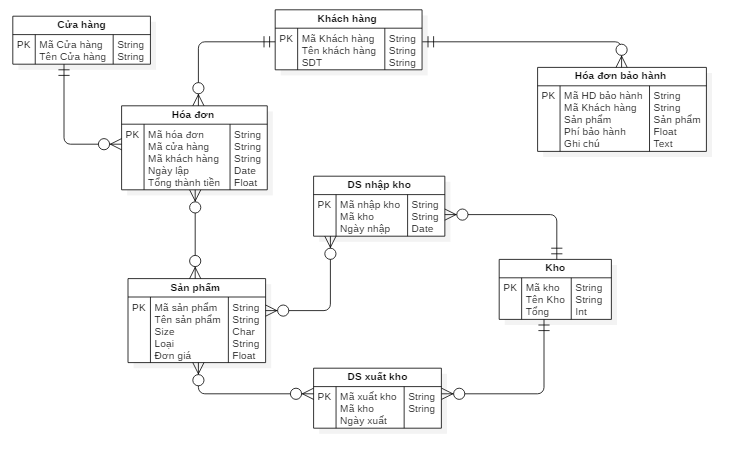 Cửa hàng
PK Mã Cửa hàng String
Tên Cửa hàng String
Khách hàng
PK Mã Khách hàng String
Tên khách hàng String
SDT String
Hóa đơn bảo hành
PK Mã HD bảo hành String
Mã Khách hàng String
Sản phẩm Sản phẩm
Phí bảo hành Float
Ghi chú Text
Hóa đơn
PK Mã hóa đơn String
Mã cửa hàng String
Mã khách hàng String
Ngày lập Date
Tổng thành tiền Float
DS nhập kho
PK Mã nhập kho String
Mã kho String
Ngày nhập Date
Kho
PK Mã kho String
Tên Kho String
Tổng Int
Sản phẩm
PK Mã sản phẩm String
Tên sản phẩm String
Size Char
Loại String
Đơn giá Float
DS xuất kho
PK Mã xuất kho String
Mã kho String
Ngày xuất